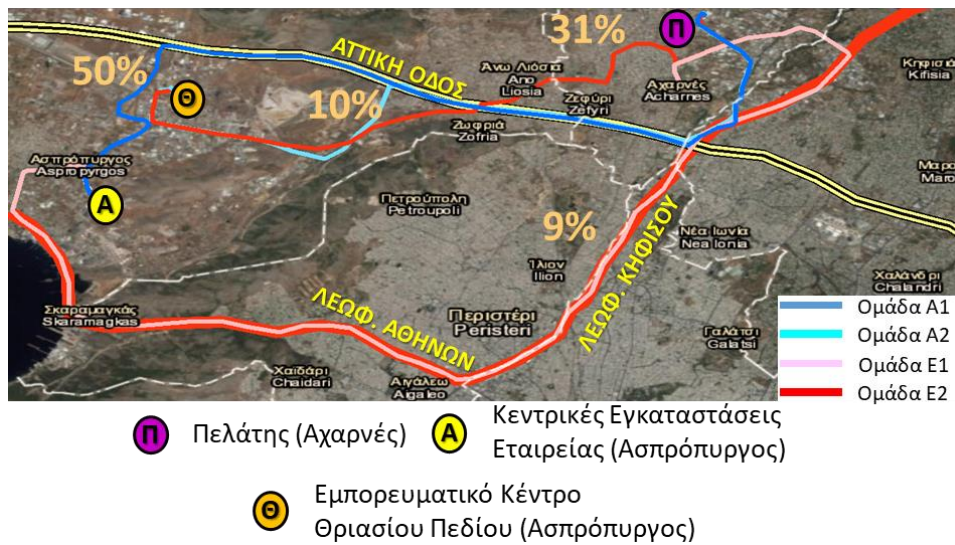 Π
31%
ΑΤΤΙΚΗ ΟΔΟΣ
50%
Άνω Λιόσια
Ano
Liosia
Κηφισιά
Kifisia
Θ
10%
Αχαρνές
Acharnes
Ζεφύρι
Zefyri
Ζωφριά
Zofria
Ασπρόπυργος
Aspropyrgos
Μαρο
Maro
Α
Πετρούπολη
Petroupoli
9%
Νέα Ιωνία
Nea Ionia
Ίλιον
Ilion
ΛΕΩΦ. ΚΗΦΙΣΟΥ
Χαλάνδρι
Chalandri
Σκαραμαγκάς
Skaramagkas
ΛΕΩΦ. ΑΘΗΝΩΝ
Περιστέρι
Peristeri
Γαλάτσι
Galatsi
Χαϊδάρι
Chaidari
Αιγάλεω
Aigaleo
Ομάδα Α1
Ομάδα Α2
Ομάδα Ε1
Ομάδα Ε2
Π Πελάτης (Αχαρνές)
Α Κεντρικές Εγκαταστάσεις
Εταιρείας (Ασπρόπυργος)
Θ Εμπορευματικό Κέντρο
Θριασίου Πεδίου (Ασπρόπυργος)